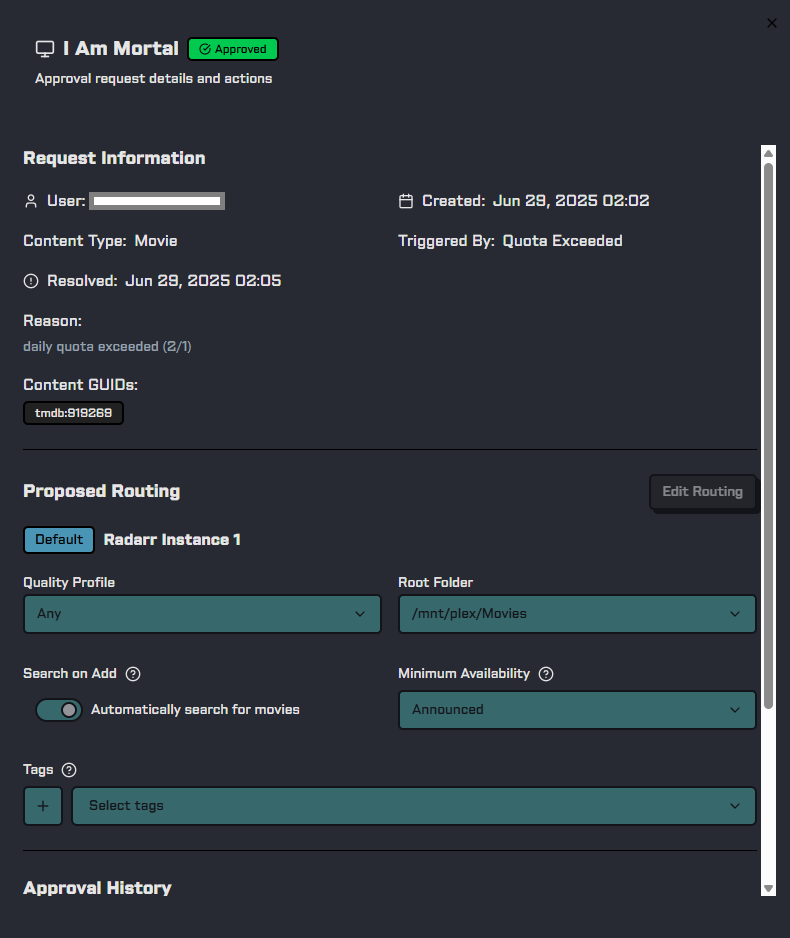 I Am Mortal Approved
Approval request details and actions
Request Information
User:
Created: Jun 29, 2025 02:02
Content Type: Movie
Triggered By: Quota Exceeded
Resolved: Jun 29, 2025 02:05
Reason:
daily quota exceeded (2/1)
Content GUIDs:
tmdb:919269
Proposed Routing
Edit Routing
Default Radarr Instance 1
Quality Profile
Root Folder
Any
/mnt/plex/Movies
Search on Add
Minimum Availability
Automatically search for movies
Announced
Tags
+ Select tags
Approval History